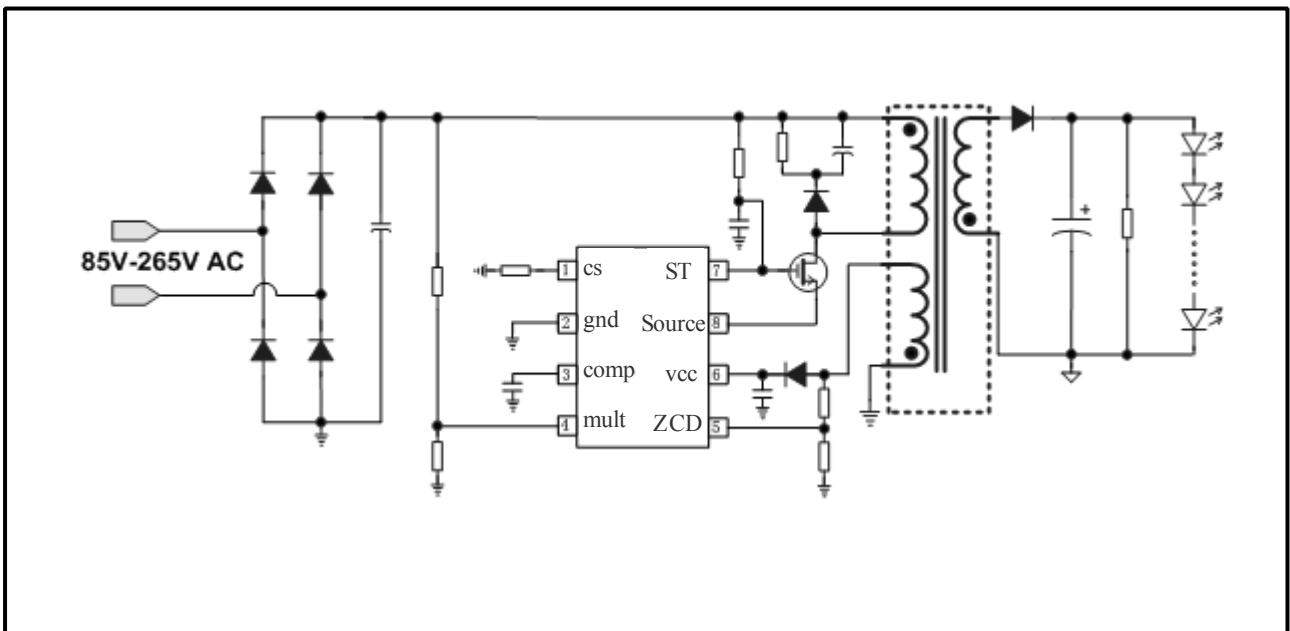 85V-265V AC
1 cs
2 gnd
3 comp
4 mult
ST 7
Source 8
vcc 6
ZCD 5
+